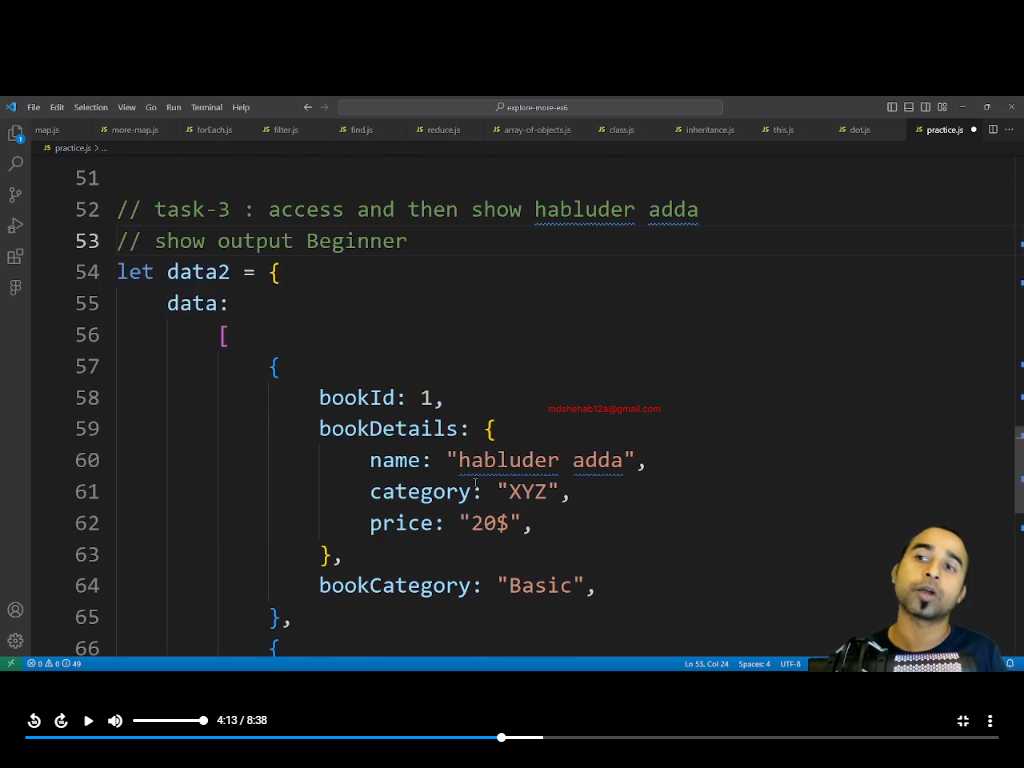 File Edit Selection View Go Run Terminal Help
explore-more-es6
map.js more-map.js forEach.js filter.js find.js reduce.js array-of-objects.js class.js inheritance.js this.js dot.js practice.js
practice.js > ...
51
52 // task-3 : access and then show habluder adda
53 // show output Beginner
54 let data2 = {
55 data:
56 [
57 {
58 bookId: 1,
mdshehab12a@gmail.com
59 bookDetails: {
60 name: "habluder adda",
61 category: "XYZ",
62 price: "20$",
63 },
64 bookCategory: "Basic",
65 },
66 {
0 0 49 Ln 53, Col 24 Spaces: 4 UTF-8
4:13 / 8:38